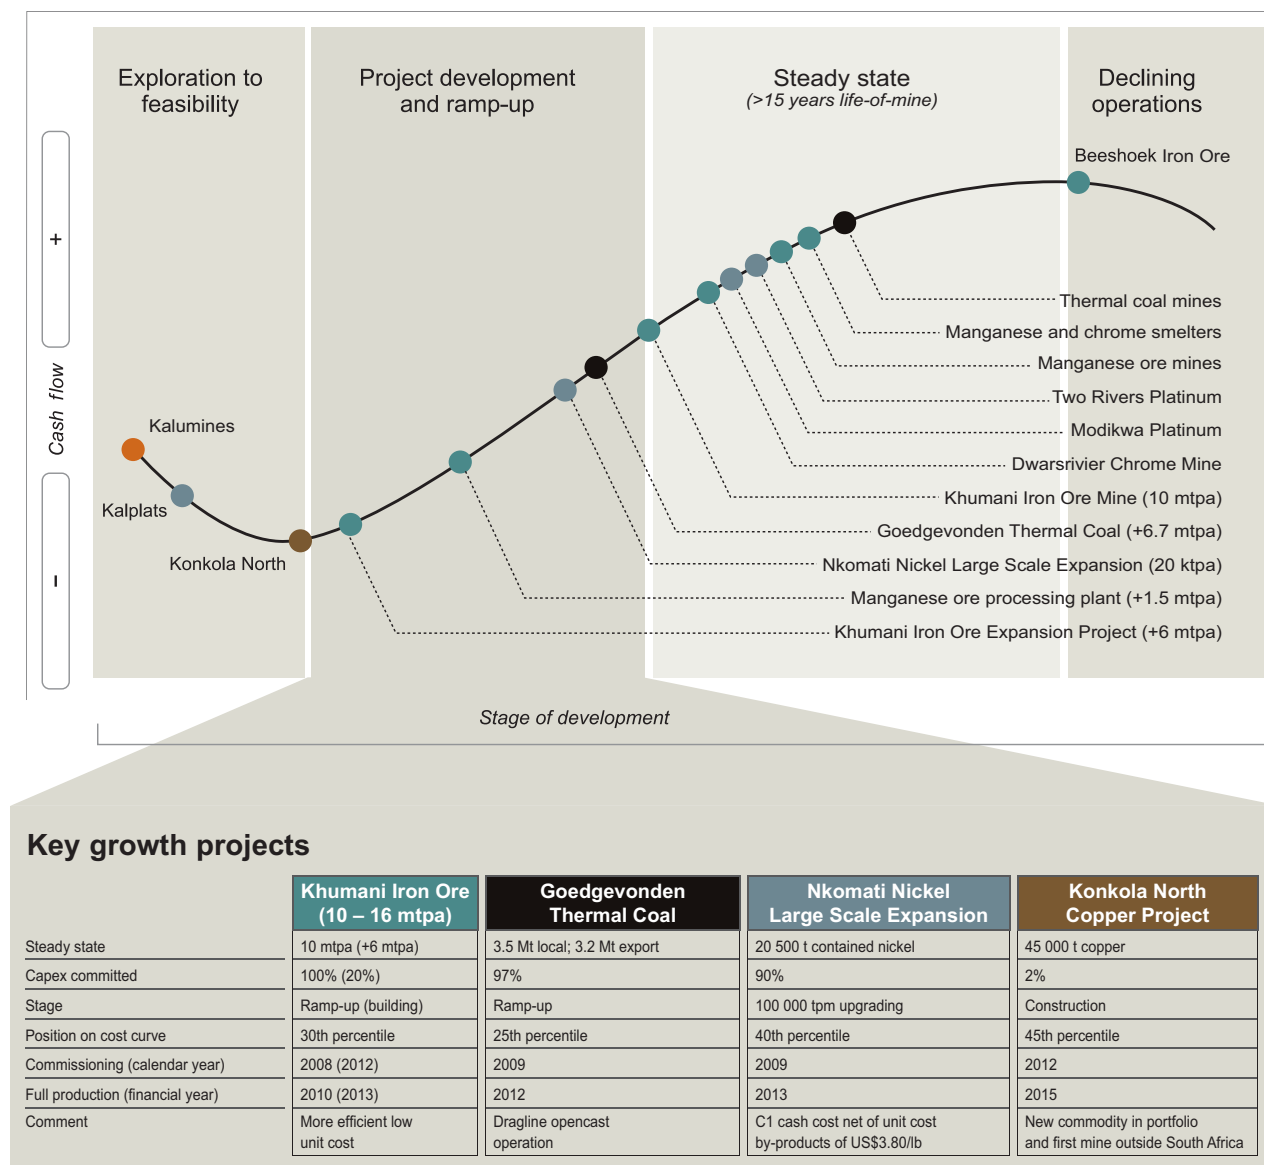 Exploration to
feasibility
Project development
and ramp-up
Steady state
(>15 years life-of-mine)
Declining
operations
+
Cash flow
–
Beeshoek Iron Ore
Kalumines
Kalplats
Konkola North
Thermal coal mines
Manganese and chrome smelters
Manganese ore mines
Two Rivers Platinum
Modikwa Platinum
Dwarsrivier Chrome Mine
Khumani Iron Ore Mine (10 mtpa)
Goedgevonden Thermal Coal (+6.7 mtpa)
Nkomati Nickel Large Scale Expansion (20 ktpa)
Manganese ore processing plant (+1.5 mtpa)
Khumani Iron Ore Expansion Project (+6 mtpa)
Stage of development
Key growth projects
Khumani Iron Ore
(10 – 16 mtpa)
Goedgevonden
Thermal Coal
Nkomati Nickel
Large Scale Expansion
Konkola North
Copper Project
Steady state 10 mtpa (+6 mtpa) 3.5 Mt local; 3.2 Mt export 20 500 t contained nickel 45 000 t copper
Capex committed 100% (20%) 97% 90% 2%
Stage Ramp-up (building) Ramp-up 100 000 tpm upgrading Construction
Position on cost curve 30th percentile 25th percentile 40th percentile 45th percentile
Commissioning (calendar year) 2008 (2012) 2009 2009 2012
Full production (financial year) 2010 (2013) 2012 2013 2015
Comment More efficient low Dragline opencast C1 cash cost net of unit cost New commodity in portfolio
unit cost operation by-products of US$3.80/lb and first mine outside South Africa